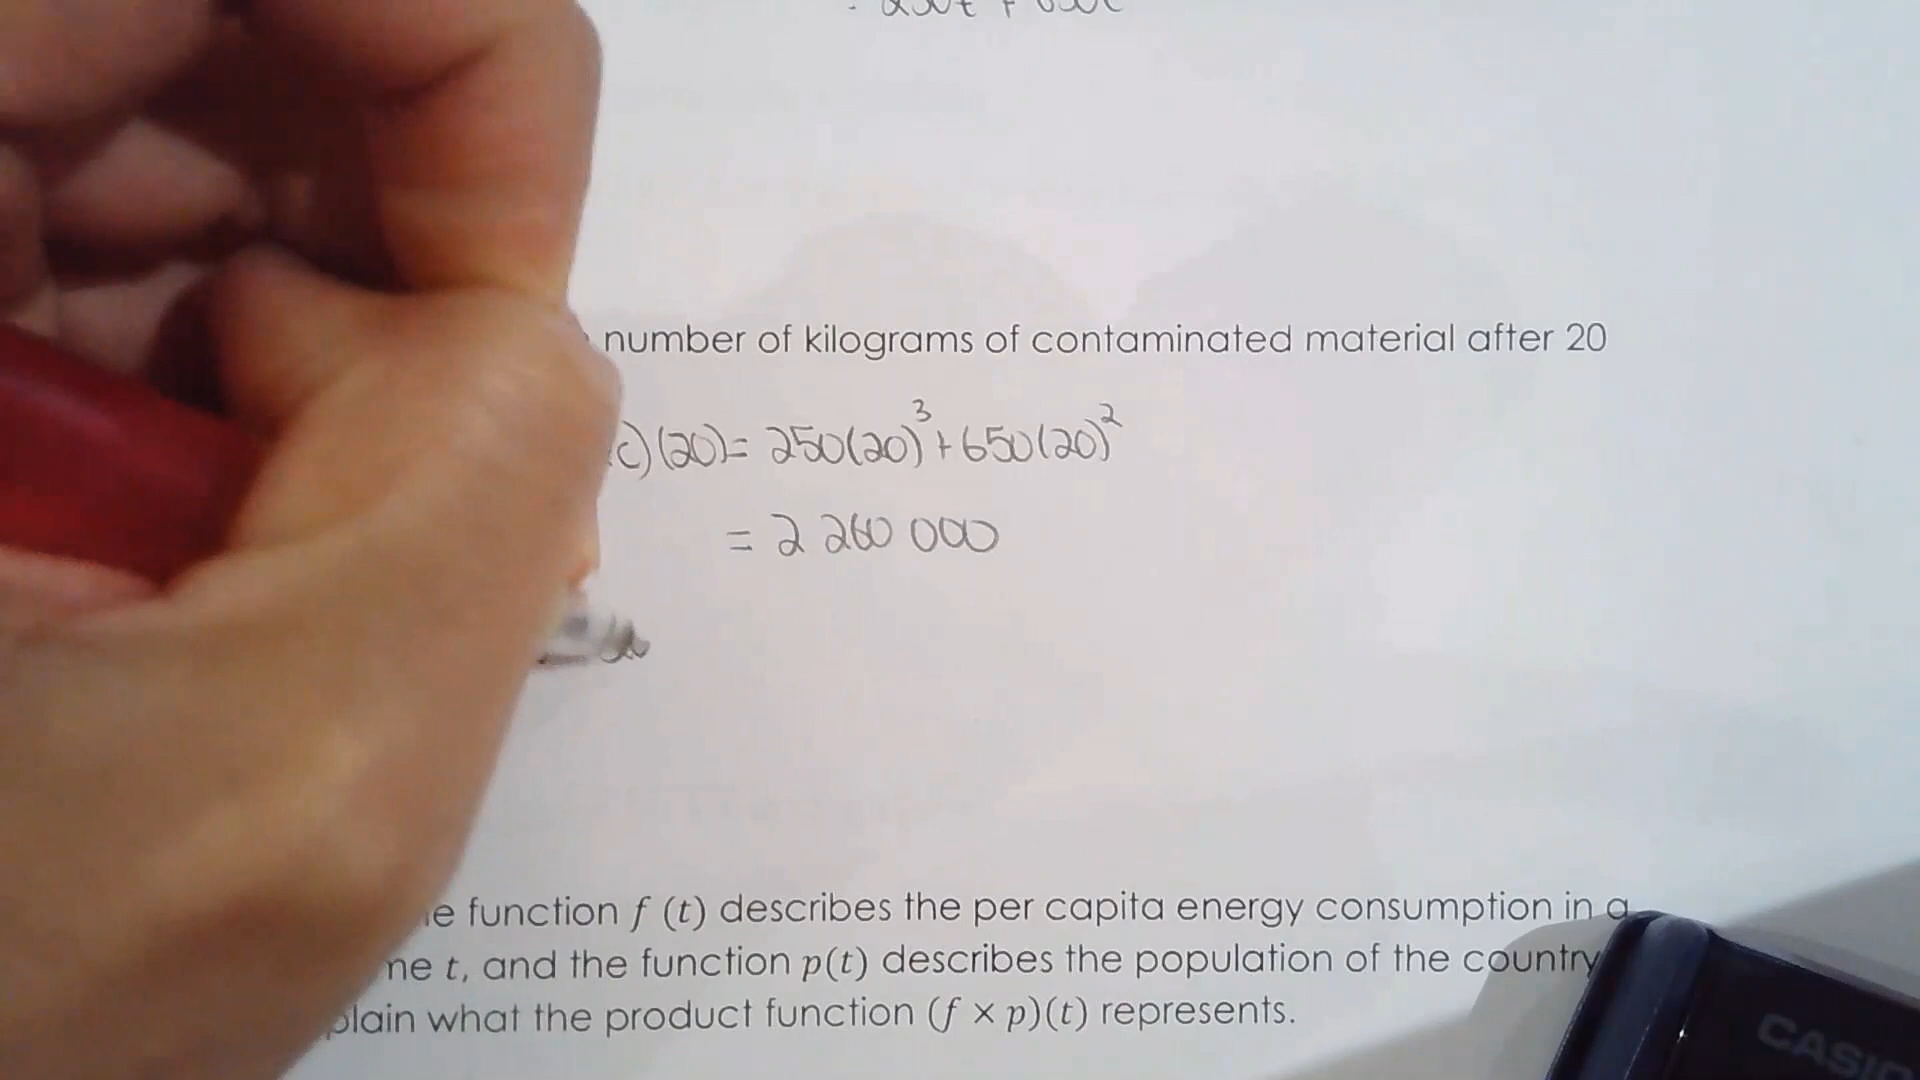 number of kilograms of contaminated material after 20
c)(20) = 250(20)³ + 650(20)²
= 2 260 000
function f (t) describes the per capita energy consumption in a
t, and the function p(t) describes the population of the country
what the product function (f × p)(t) represents.
CASIO